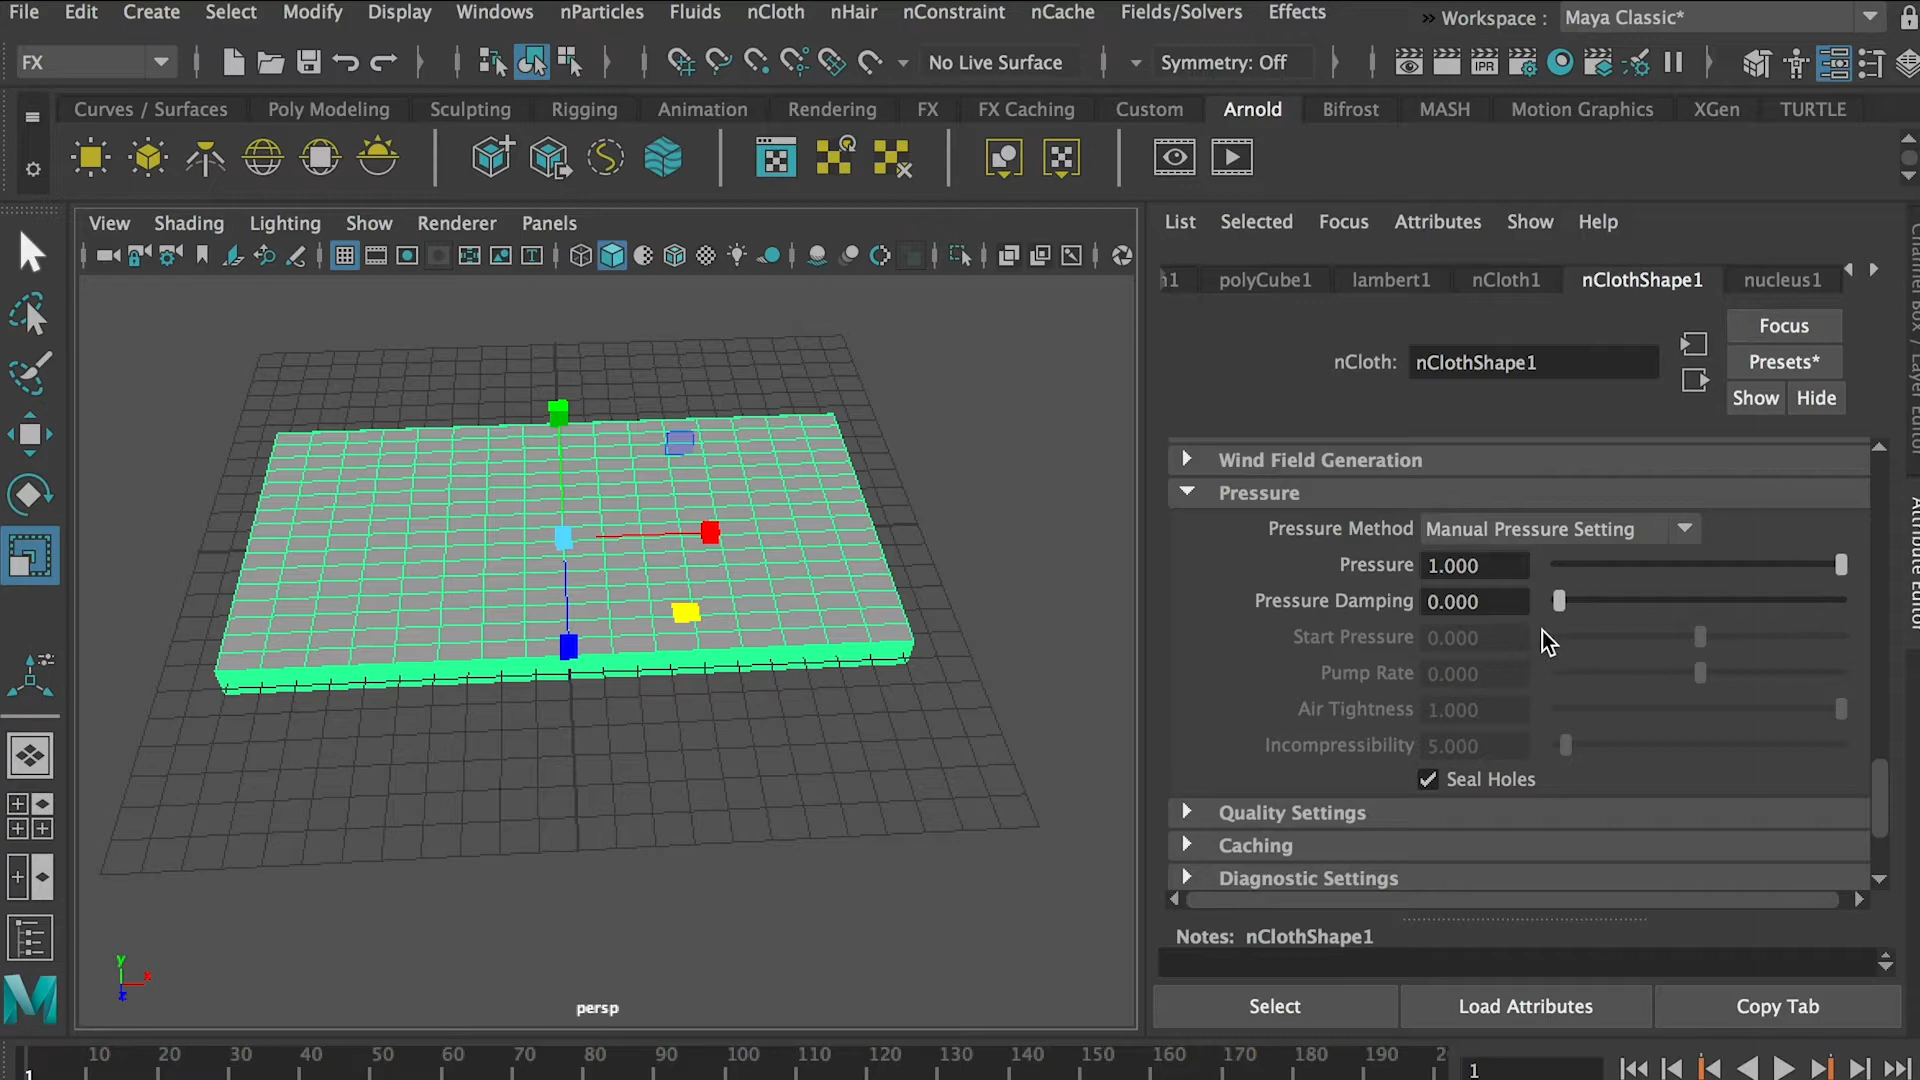 File Edit Create Select Modify Display Windows nParticles Fluids nCloth nHair nConstraint nCache Fields/Solvers Effects
Workspace : Maya Classic*
FX No Live Surface Symmetry: Off
IPR
Curves / Surfaces Poly Modeling Sculpting Rigging Animation Rendering FX FX Caching Custom Arnold Bifrost MASH Motion Graphics XGen TURTLE
View Shading Lighting Show Renderer Panels
List Selected Focus Attributes Show Help
polyCube1 lambert1 nCloth1 nClothShape1 nucleus1
Focus
nCloth: nClothShape1
Presets*
Show Hide
Wind Field Generation
Pressure
Pressure Method Manual Pressure Setting
Pressure 1.000
Pressure Damping 0.000
Start Pressure 0.000
Pump Rate 0.000
Air Tightness 1.000
Incompressibility 5.000
Seal Holes
Quality Settings
Caching
Diagnostic Settings
Notes: nClothShape1
Select Load Attributes Copy Tab
Channel Box / Layer Editor
Attribute Editor
y
x
z
persp
10 20 30 40 50 60 70 80 90 100 110 120 130 140 150 160 170 180 190
1
1